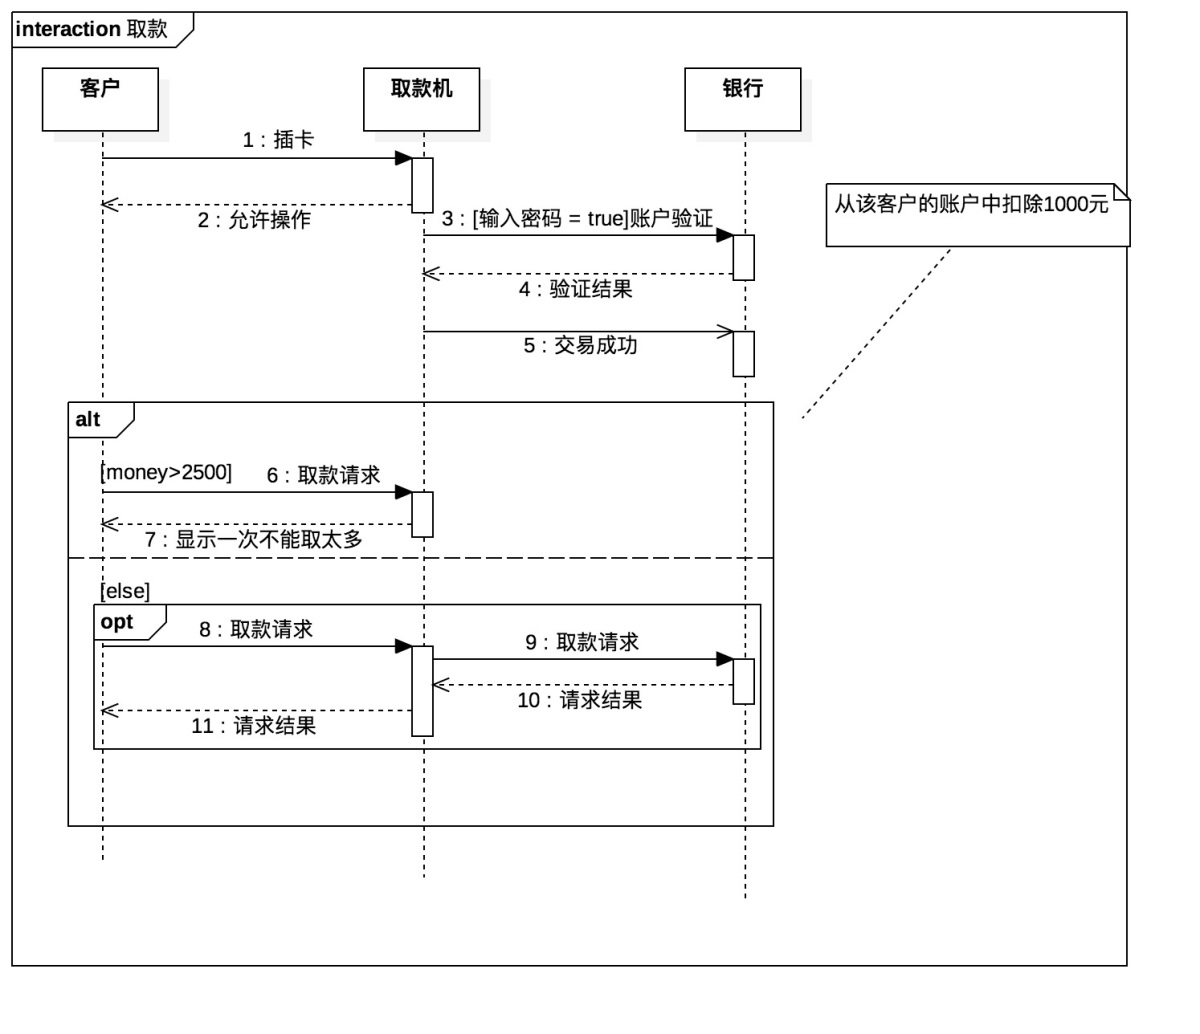 interaction 取款
客户
取款机
银行
1 : 插卡
2 : 允许操作
3 : [输入密码 = true]账户验证
从该客户的账户中扣除1000元
4 : 验证结果
5 : 交易成功
alt
[money>2500]
6 : 取款请求
7 : 显示一次不能取太多
[else]
opt
8 : 取款请求
9 : 取款请求
10 : 请求结果
11 : 请求结果